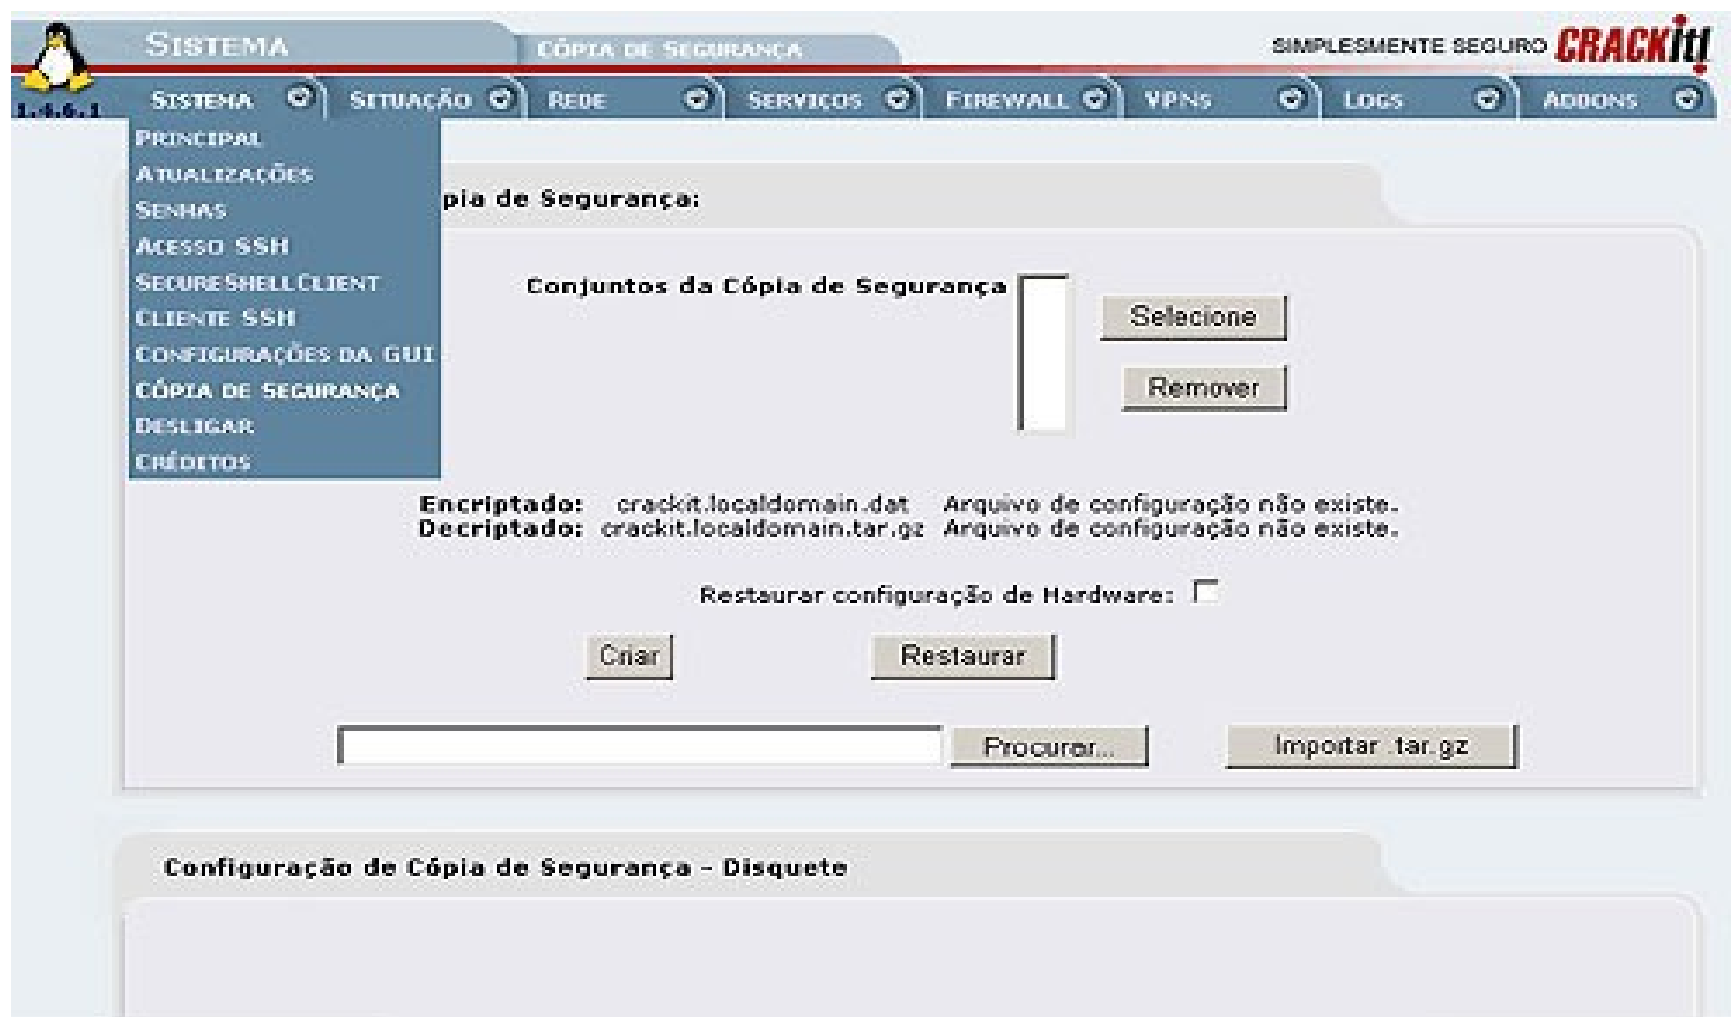 SISTEMA CÓPIA DE SEGURANÇA SIMPLESMENTE SEGURO CRACKit!
1.4.6.1 SISTEMA SITUAÇÃO REDE SERVIÇOS FIREWALL VPNS LOGS ADDONS
PRINCIPAL
ATUALIZAÇÕES
SENHAS
ACESSO SSH
SECURESHELLCLIENT
CLIENTE SSH
CONFIGURAÇÕES DA GUI
CÓPIA DE SEGURANÇA
DESLIGAR
CRÉDITOS
pia de Segurança:
Conjuntos da Cópia de Segurança
Selecione
Remover
Encriptado: crackit.localdomain.dat Arquivo de configuração não existe.
Decriptado: crackit.localdomain.tar.gz Arquivo de configuração não existe.
Restaurar configuração de Hardware:
Criar Restaurar
Procurar... Importar .tar.gz
Configuração de Cópia de Segurança - Disquete